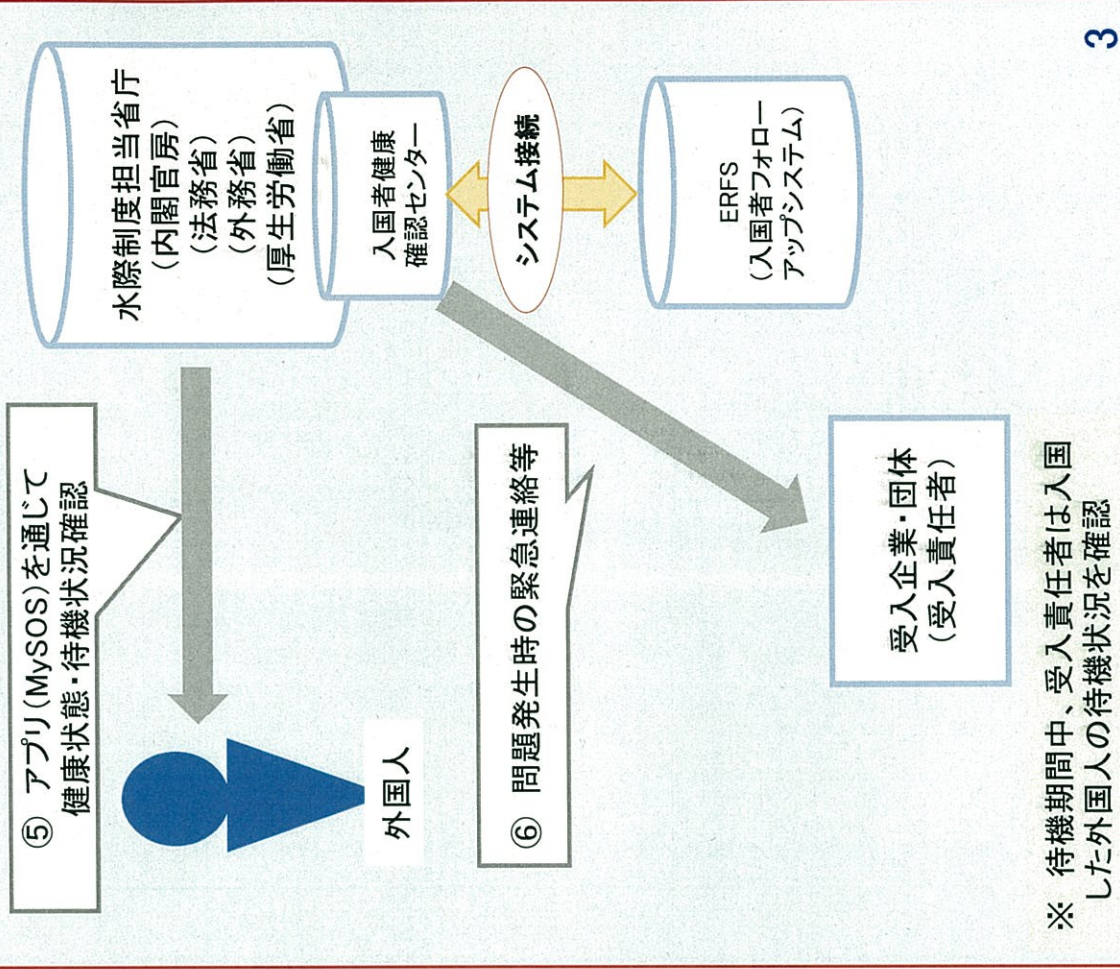 ⑤ アプリ(MySOS)を通じて
健康状態・待機状況確認
水際制度担当省庁
(内閣官房)
(法務省)
(外務省)
(厚生労働省)
入国者健康
確認センター
外国人
⑥ 問題発生時の緊急連絡等
システム接続
受入企業・団体
(受入責任者)
ERFS
(入国者フォロー
アップシステム)
※ 待機期間中、受入責任者は入国
した外国人の待機状況を確認
3